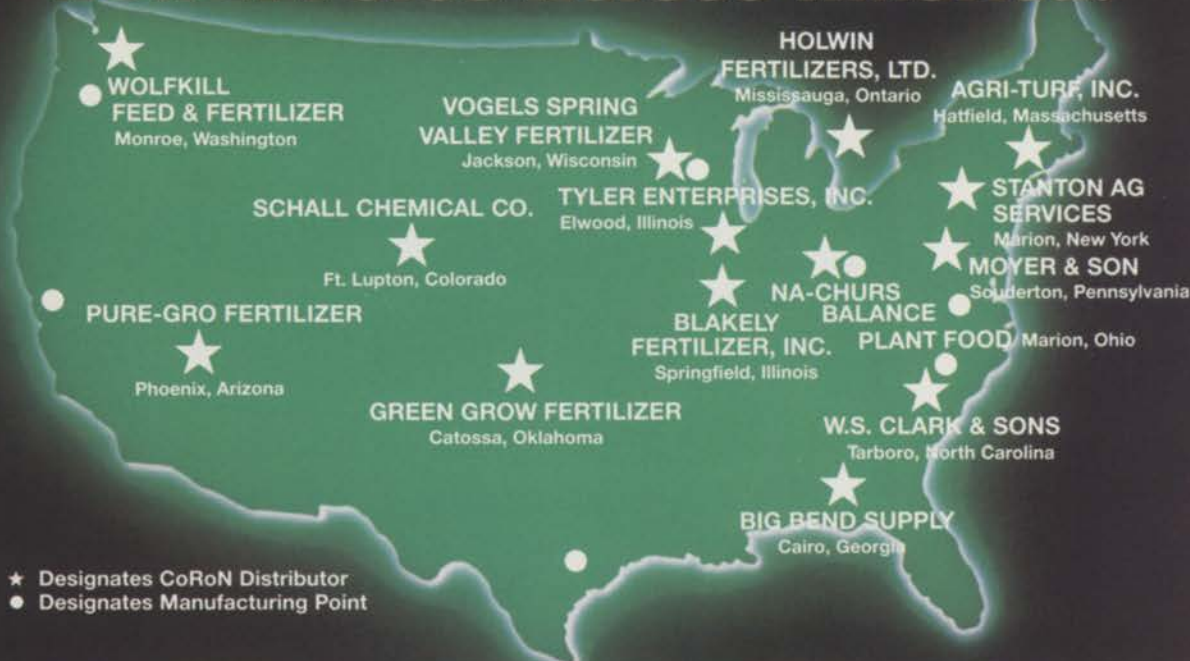 HOLWIN
FERTILIZERS, LTD.
Mississauga, Ontario
AGRI-TURF, INC.
Hatfield, Massachusetts
WOLFKILL
FEED & FERTILIZER
Monroe, Washington
VOGELS SPRING
VALLEY FERTILIZER
Jackson, Wisconsin
STANTON AG
SERVICES
Marion, New York
SCHALL CHEMICAL CO.
Ft. Lupton, Colorado
TYLER ENTERPRISES, INC.
Elwood, Illinois
MOYER & SON
Souderton, Pennsylvania
NA-CHURS
BALANCE
PLANT FOOD Marion, Ohio
PURE-GRO FERTILIZER
Phoenix, Arizona
BLAKELY
FERTILIZER, INC.
Springfield, Illinois
GREEN GROW FERTILIZER
Catossa, Oklahoma
W.S. CLARK & SONS
Tarboro, North Carolina
BIG BEND SUPPLY
Cairo, Georgia
★ Designates CoRoN Distributor
● Designates Manufacturing Point